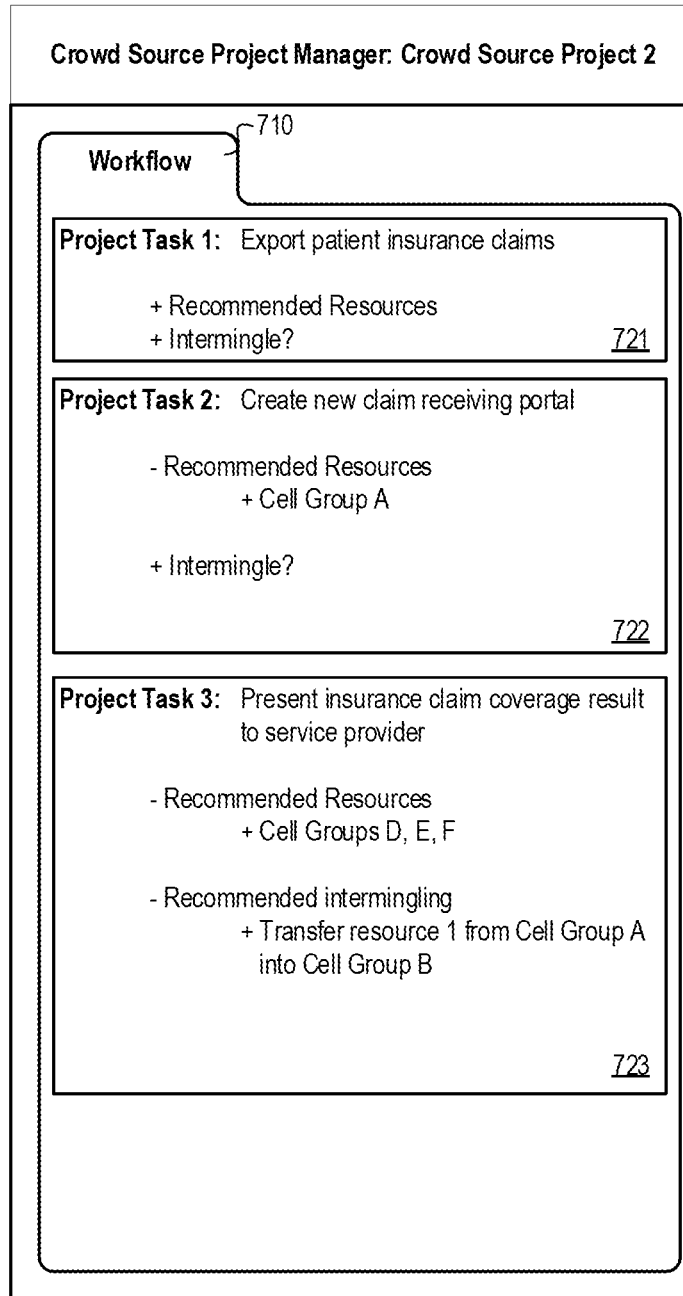 Crowd Source Project Manager: Crowd Source Project 2
710
Workflow
Project Task 1: Export patient insurance claims
+ Recommended Resources
+ Intermingle?
721
Project Task 2: Create new claim receiving portal
- Recommended Resources
+ Cell Group A
+ Intermingle?
722
Project Task 3: Present insurance claim coverage result
to service provider
- Recommended Resources
+ Cell Groups D, E, F
- Recommended intermingling
+ Transfer resource 1 from Cell Group A
into Cell Group B
723